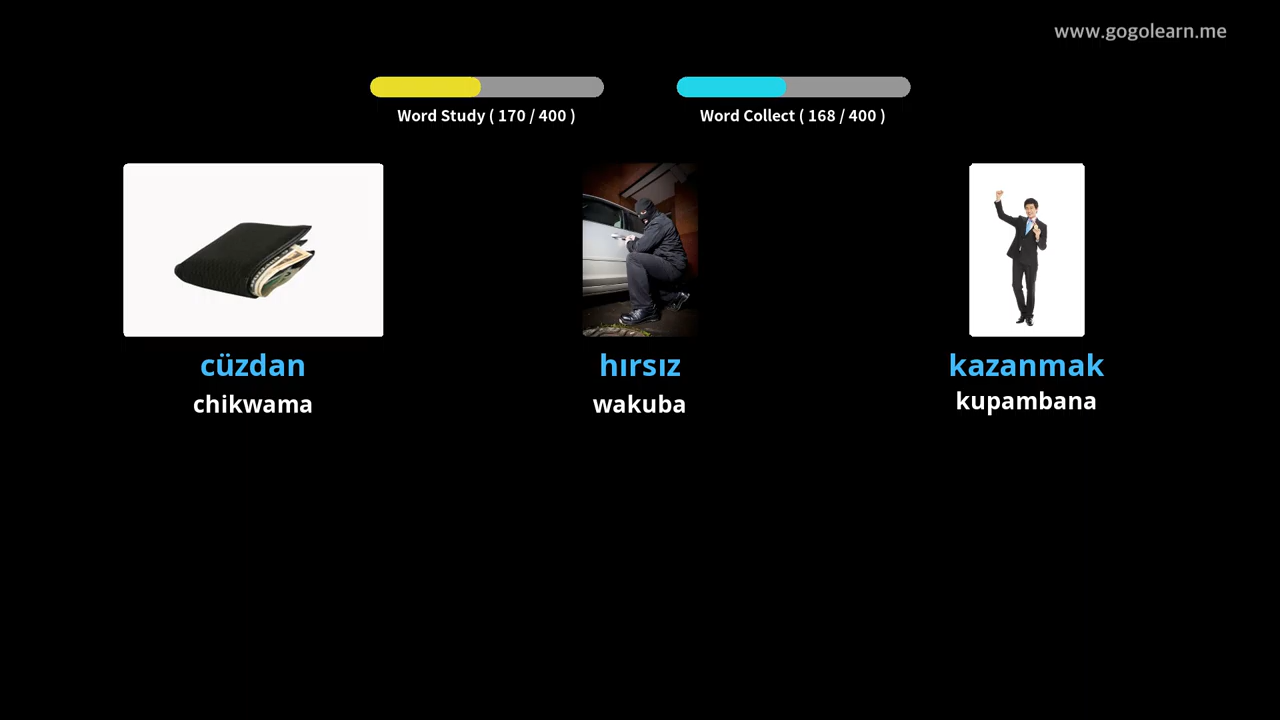 www.gogolearn.me
Word Study ( 170 / 400 )
Word Collect ( 168 / 400 )
cüzdan
chikwama
hırsız
wakuba
kazanmak
kupambana